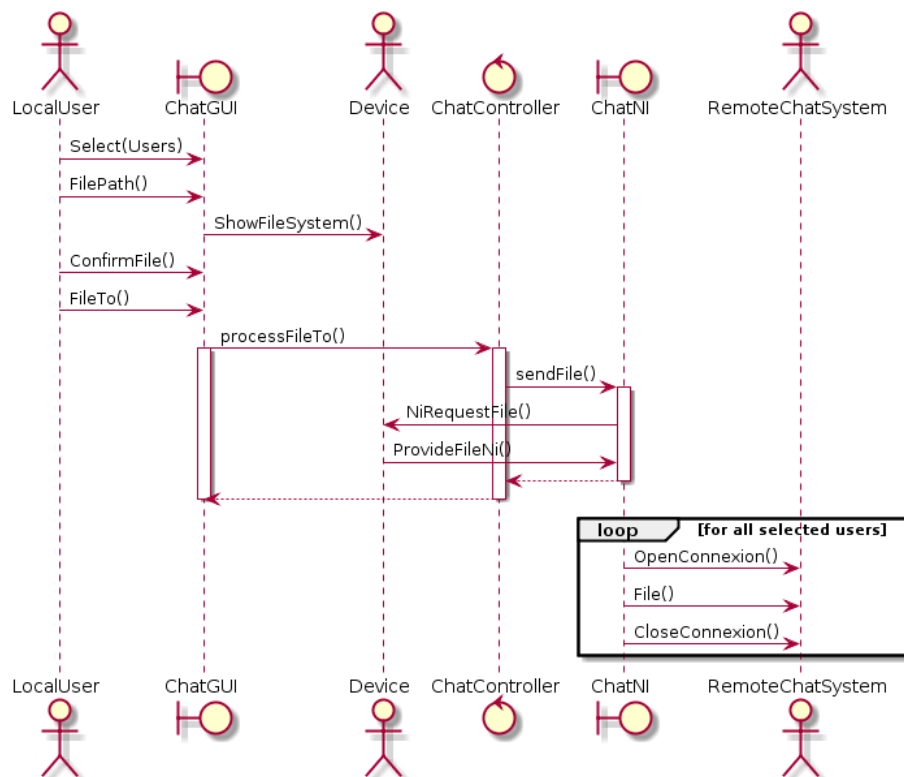 LocalUser ChatGUI Device ChatController ChatNI RemoteChatSystem
Select(Users)
FilePath()
ShowFileSystem()
ConfirmFile()
FileTo()
processFileTo()
sendFile()
NiRequestFile()
ProvideFileNi()
loop [for all selected users]
OpenConnexion()
File()
CloseConnexion()
LocalUser ChatGUI Device ChatController ChatNI RemoteChatSystem